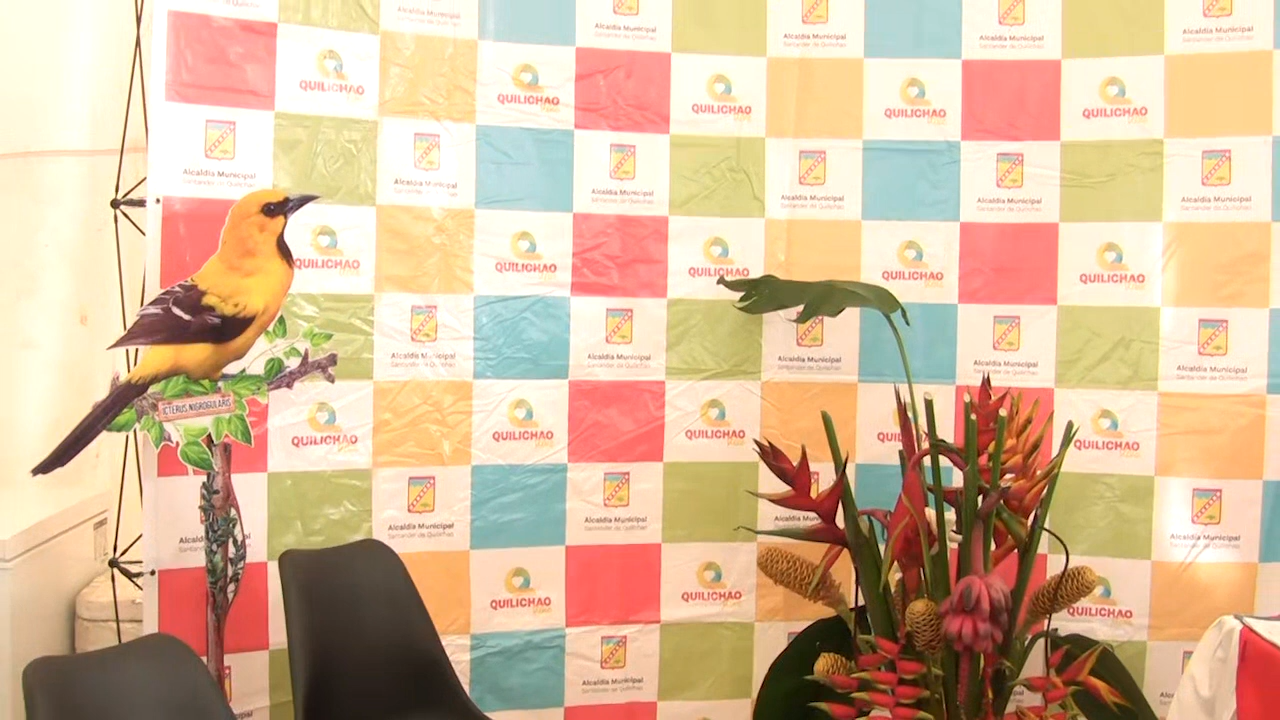 Alcaldía Municipal
Santander de Quilichao
QUILICHAO
ICTERUS NIGROGULARIS